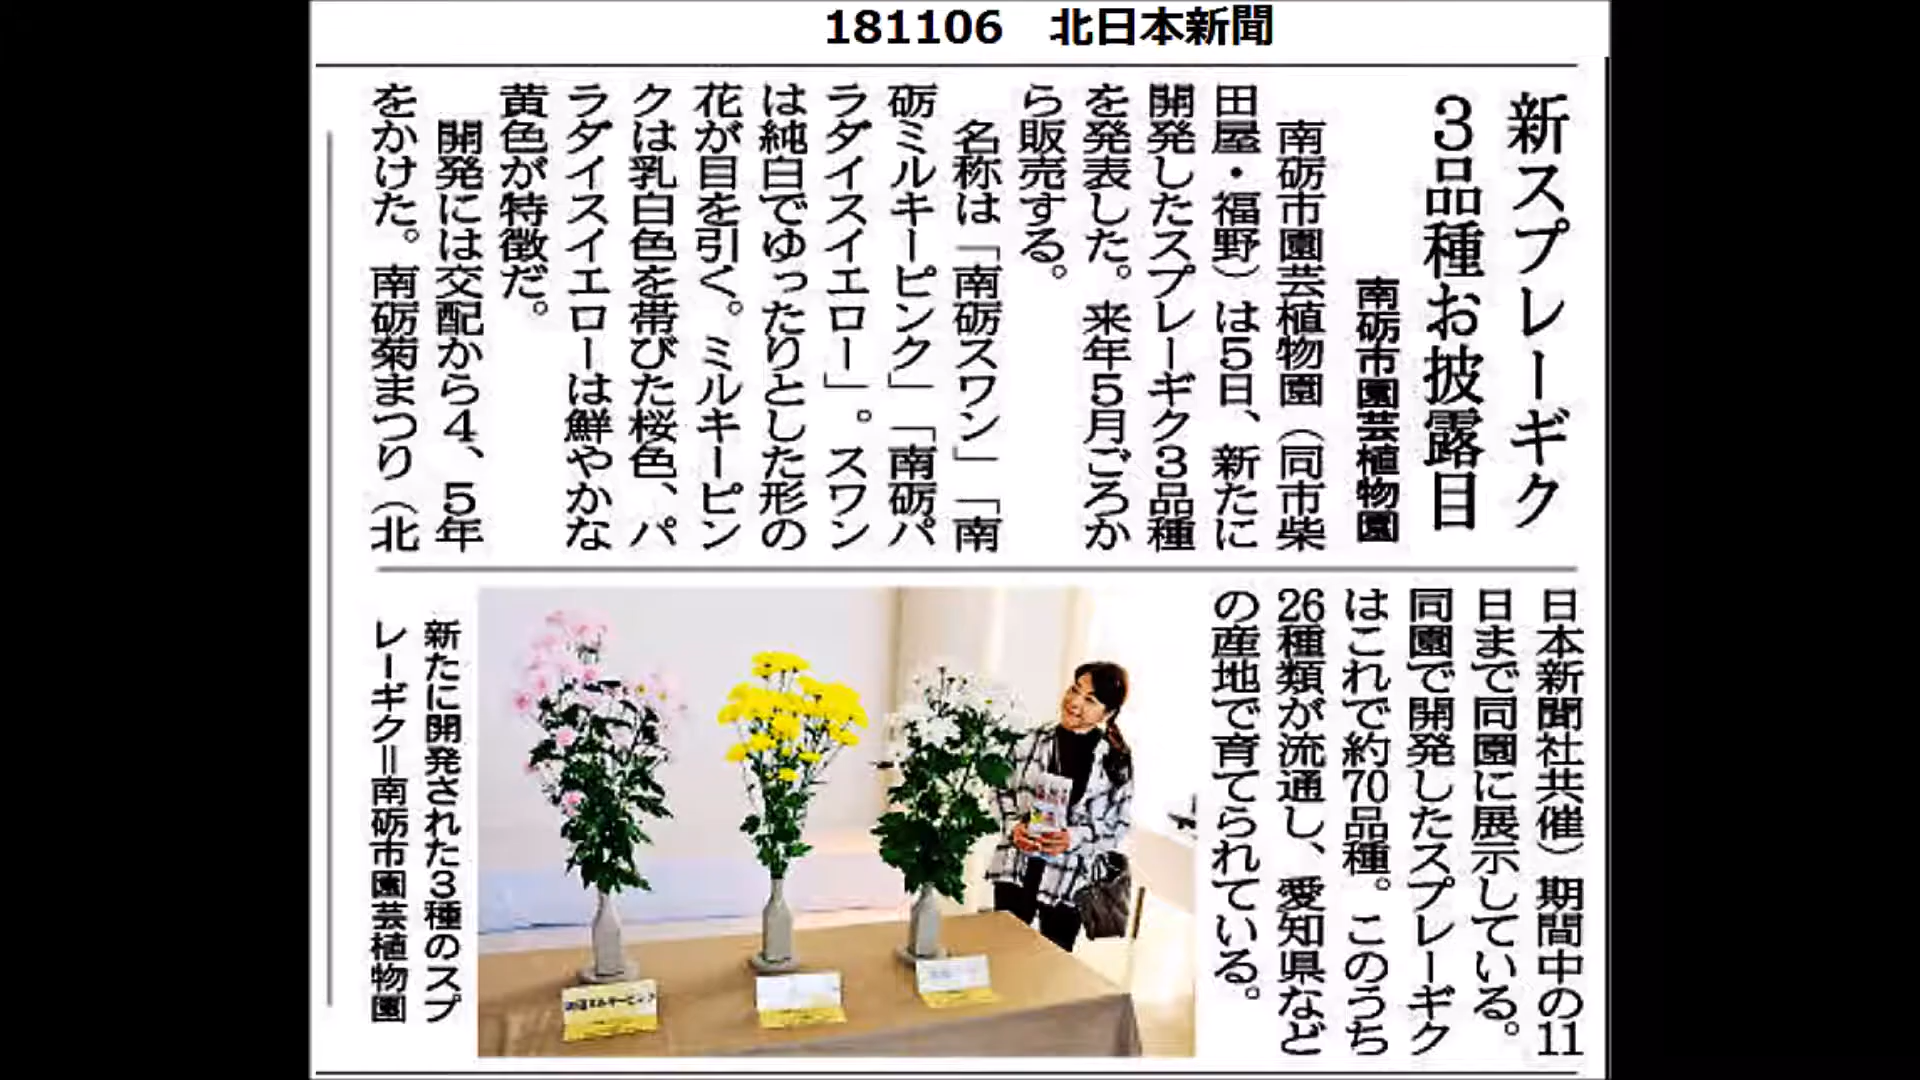 181106 北日本新聞
新スプレーギク
3品種お披露目
南砺市園芸植物園
南砺市園芸植物園(同市柴
田屋・福野)は5日、新たに
開発したスプレーギク3品種
を発表した。来年5月ごろか
ら販売する。
名称は「南砺スワン」「南
砺ミルキーピンク」「南砺パ
ラダイスイエロー」。スワン
は純白でゆったりとした形の
花が目を引く。ミルキーピン
クは乳白色を帯びた桜色、パ
ラダイスイエローは鮮やかな
黄色が特徴だ。
開発には交配から4、5年
をかけた。南砺菊まつり(北
日本新聞社共催)期間中の11
日まで同園に展示している。
同園で開発したスプレーギク
はこれで約70品種。このうち
26種類が流通し、愛知県など
の産地で育てられている。
新たに開発された3種のスプ
レーギク=南砺市園芸植物園